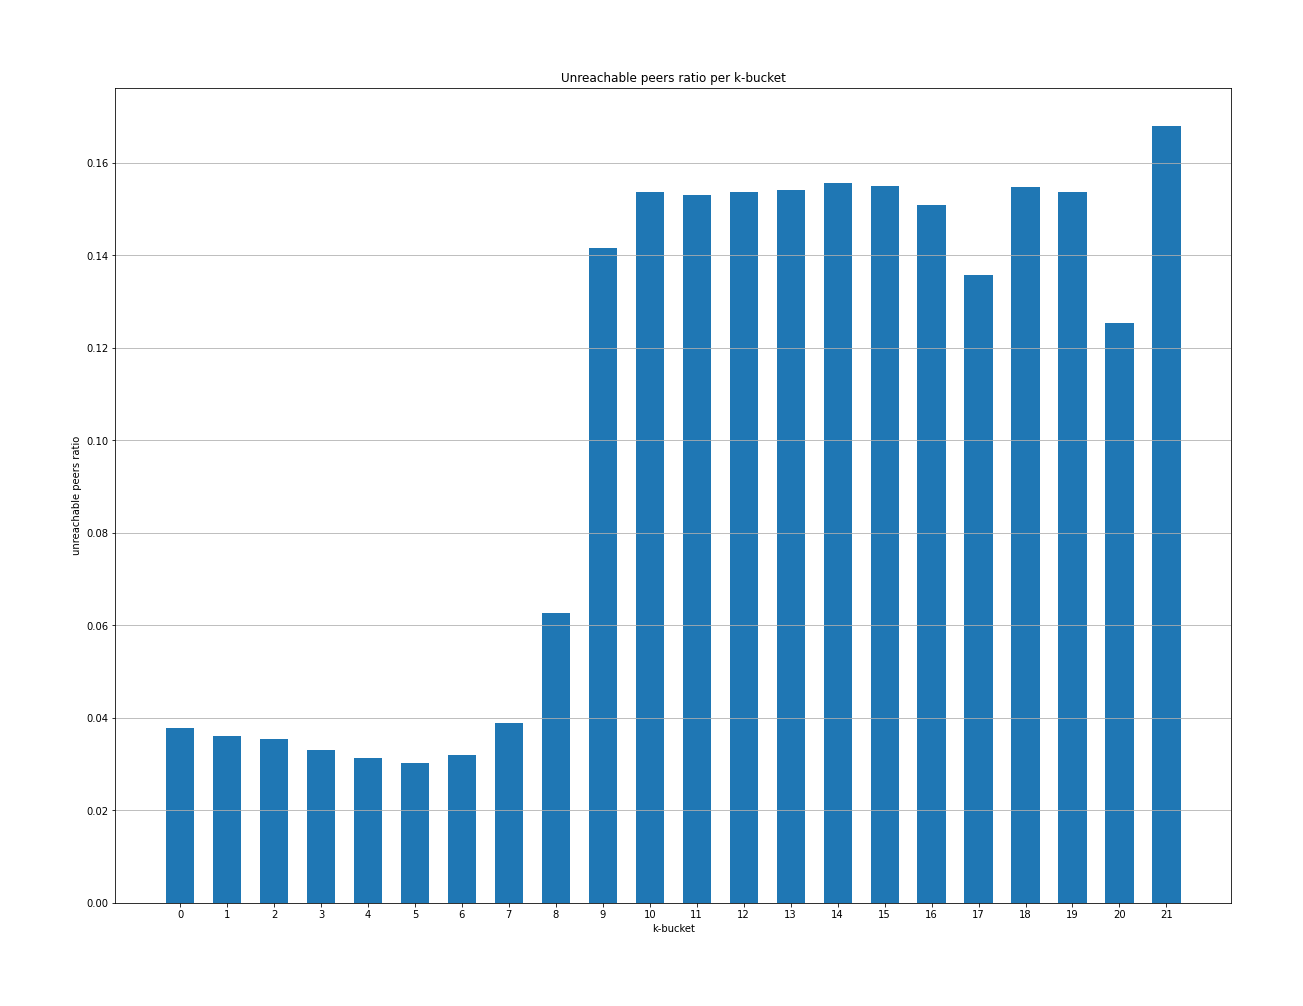 Unreachable peers ratio per k-bucket
unreachable peers ratio
0.16
0.14
0.12
0.10
0.08
0.06
0.04
0.02
0.00
0 1 2 3 4 5 6 7 8 9 10 11 12 13 14 15 16 17 18 19 20 21
k-bucket